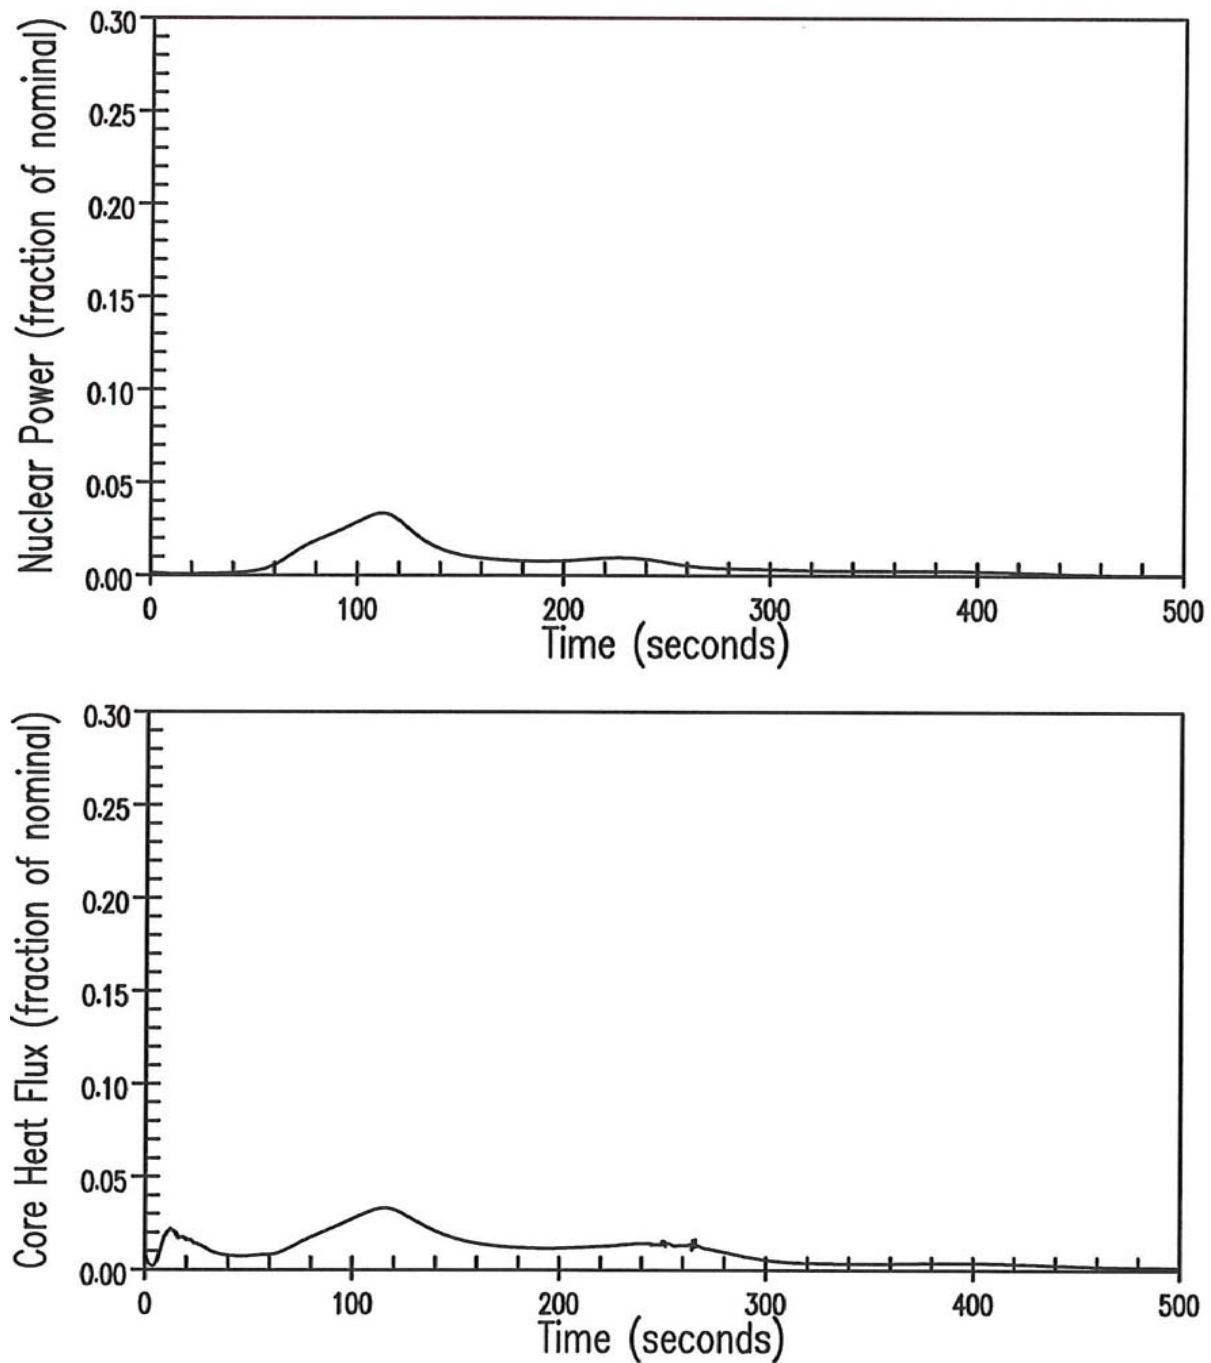 Nuclear Power (fraction of nominal)
0.30
0.25
0.20
0.15
0.10
0.05
0.00
0 100 200 300 400 500
Time (seconds)
Core Heat Flux (fraction of nominal)
0.30
0.25
0.20
0.15
0.10
0.05
0.00
0 100 200 300 400 500
Time (seconds)